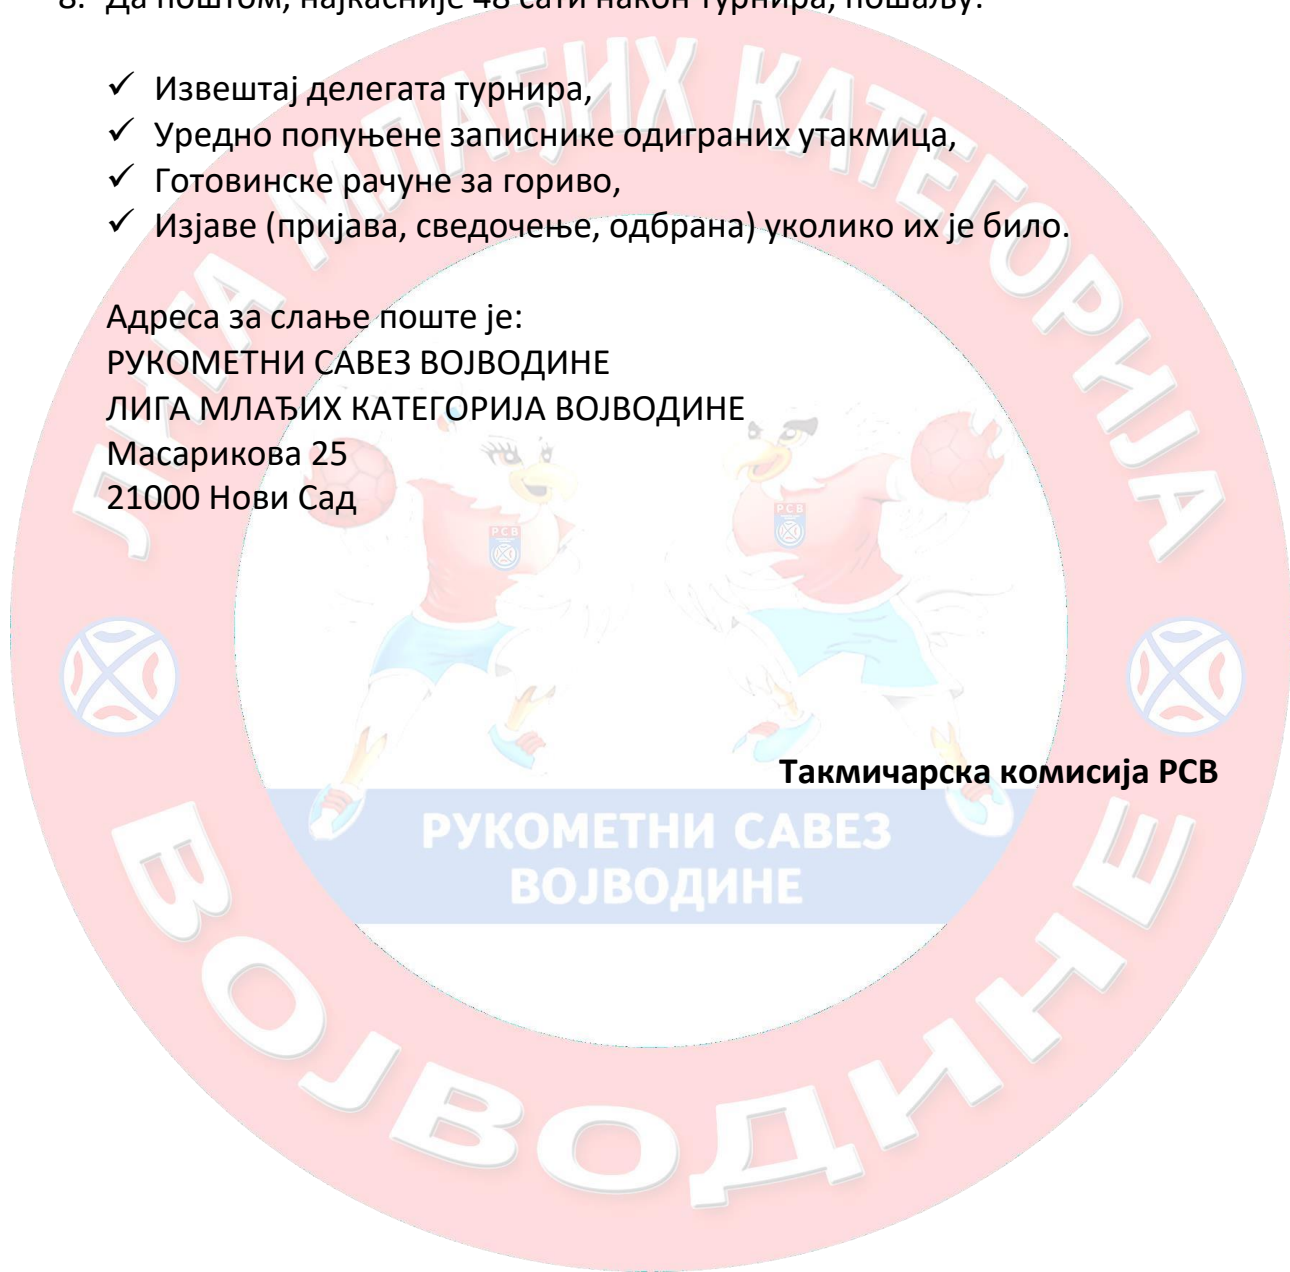 8. Да поштом, најкасније 48 сати након турнира, пошаљу:
✓ Извештај делегата турнира,
✓ Уредно попуњене записнике одиграних утакмица,
✓ Готовинске рачуне за гориво,
✓ Изјаве (пријава, сведочење, одбрана) уколико их је било.
Адреса за слање поште је:
РУКОМЕТНИ САВЕЗ ВОЈВОДИНЕ
ЛИГА МЛАЂИХ КАТЕГОРИЈА ВОЈВОДИНЕ
Масарикова 25
21000 Нови Сад
Такмичарска комисија РСВ
ЛИГА МЛАЂИХ КАТЕГОРИЈА
РСВ
РСВ
РУКОМЕТНИ САВЕЗ
ВОЈВОДИНЕ
ВОЈВОДИНЕ